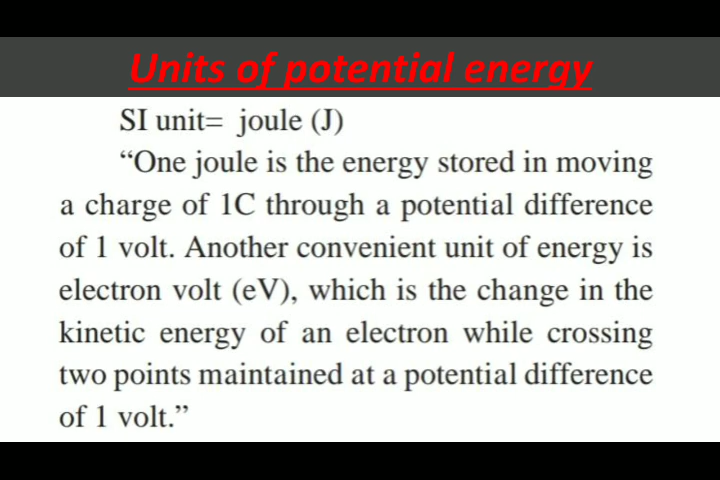 Units of potential energy
SI unit= joule (J)
“One joule is the energy stored in moving
a charge of 1C through a potential difference
of 1 volt. Another convenient unit of energy is
electron volt (eV), which is the change in the
kinetic energy of an electron while crossing
two points maintained at a potential difference
of 1 volt.”